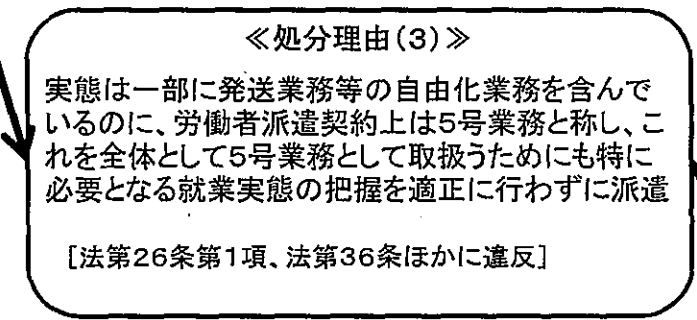 ≪処分理由(3)≫
実態は一部に発送業務等の自由化業務を含んで
いるのに、労働者派遣契約上は5号業務と称し、こ
れを全体として5号業務として取扱うためにも特に
必要となる就業実態の把握を適正に行わずに派遣
[法第26条第1項、法第36条ほかに違反]